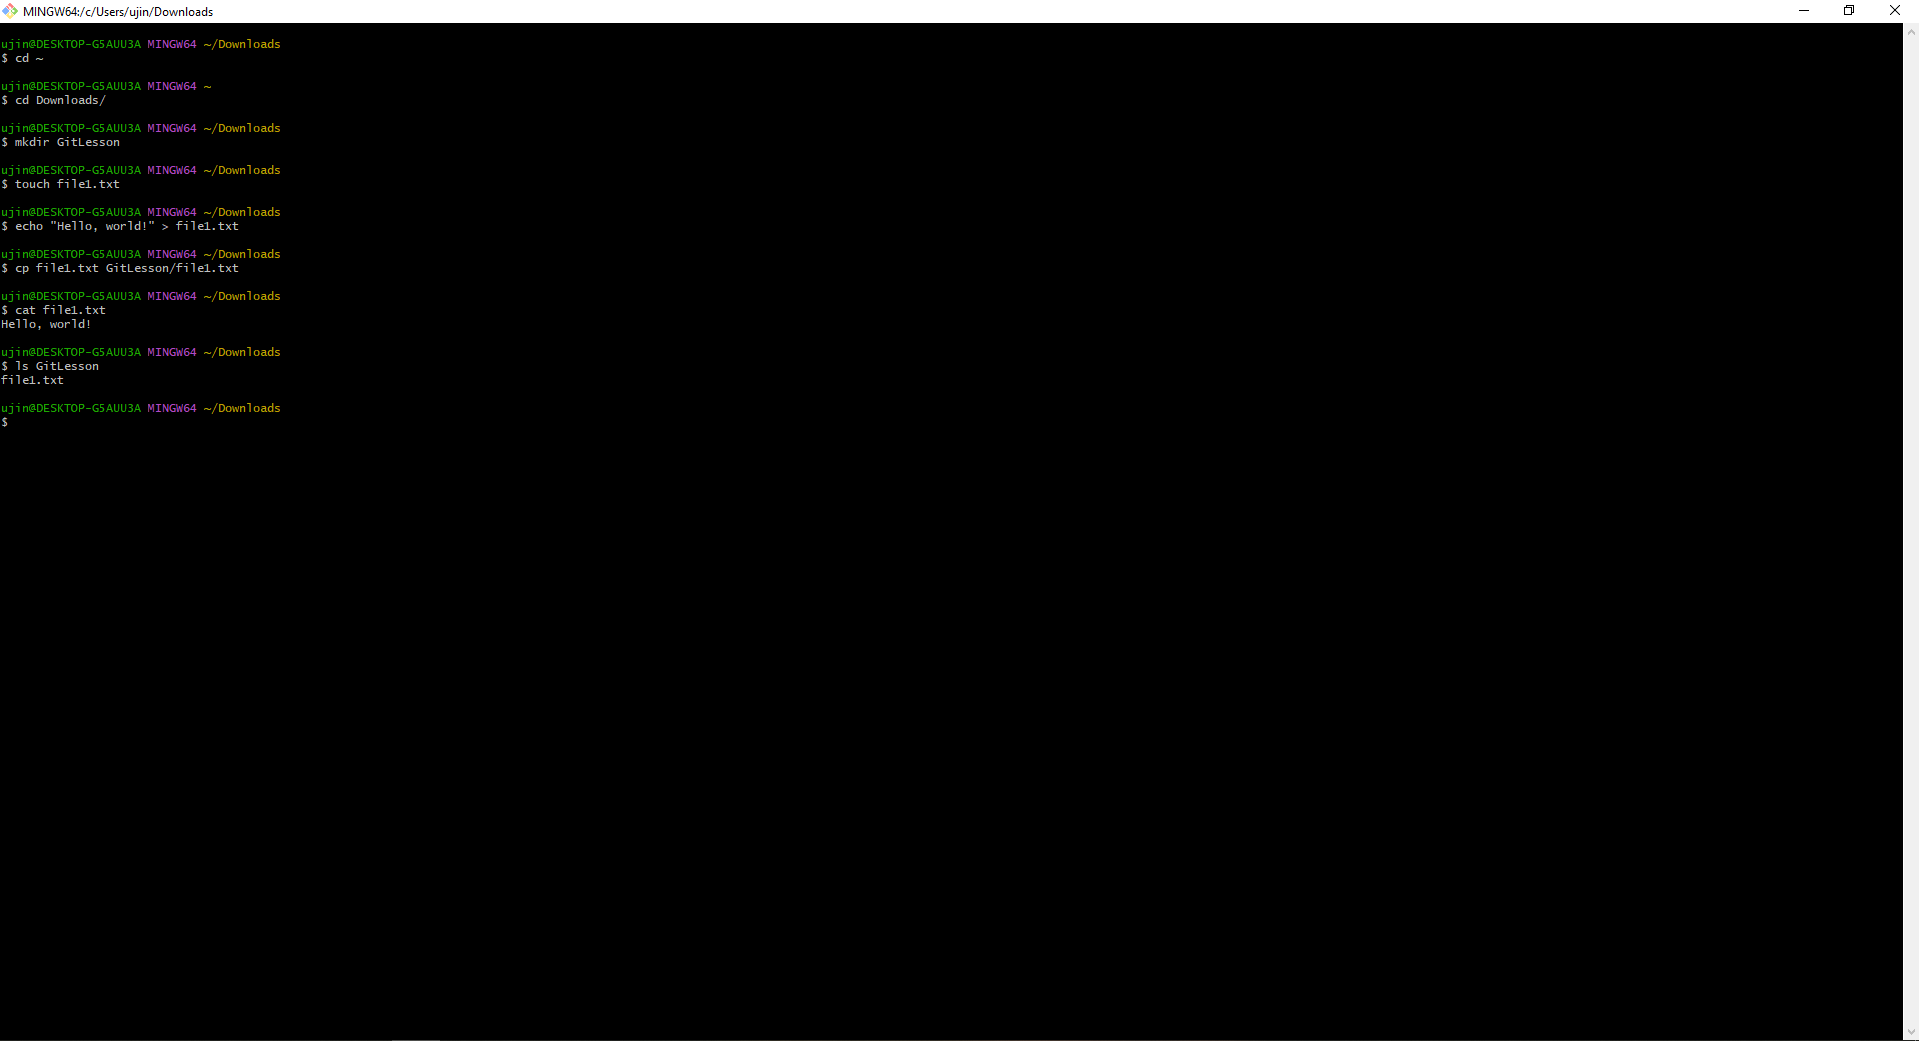 MINGW64:/c/Users/ujin/Downloads
ujin@DESKTOP-G5AUU3A MINGW64 ~/Downloads
$ cd ~
ujin@DESKTOP-G5AUU3A MINGW64 ~
$ cd Downloads/
ujin@DESKTOP-G5AUU3A MINGW64 ~/Downloads
$ mkdir GitLesson
ujin@DESKTOP-G5AUU3A MINGW64 ~/Downloads
$ touch file1.txt
ujin@DESKTOP-G5AUU3A MINGW64 ~/Downloads
$ echo "Hello, world!" > file1.txt
ujin@DESKTOP-G5AUU3A MINGW64 ~/Downloads
$ cp file1.txt GitLesson/file1.txt
ujin@DESKTOP-G5AUU3A MINGW64 ~/Downloads
$ cat file1.txt
Hello, world!
ujin@DESKTOP-G5AUU3A MINGW64 ~/Downloads
$ ls GitLesson
file1.txt
ujin@DESKTOP-G5AUU3A MINGW64 ~/Downloads
$